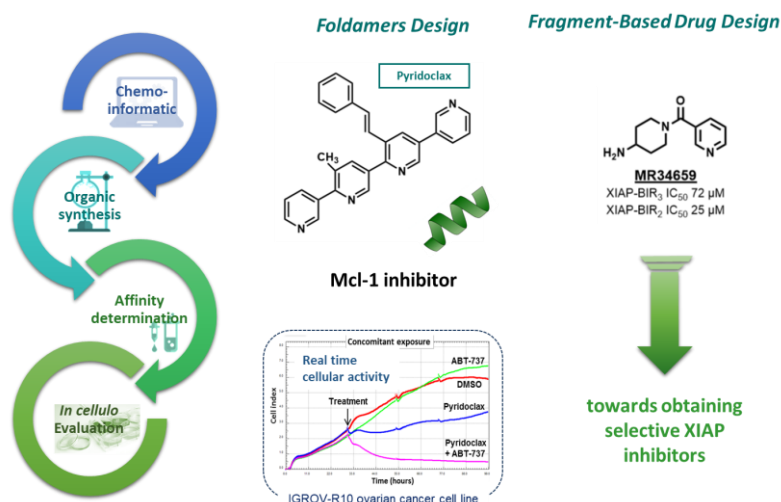 Foldamers Design
Fragment-Based Drug Design
Chemo-
informatic
Organic
synthesis
Affinity
determination
In cellulo
Evaluation
Pyridoclax
CH3
N
N
N
N
Mcl-1 inhibitor
Concomitant exposure
Real time
cellular activity
Treatment
ABT-737
DMSO
Pyridoclax
Pyridoclax
+ ABT-737
Cell index
Time (hours)
IGROV-R10 ovarian cancer cell line
O
N
N
H2N
MR34659
XIAP-BIR3 IC50 72 µM
XIAP-BIR2 IC50 25 µM
towards obtaining
selective XIAP
inhibitors